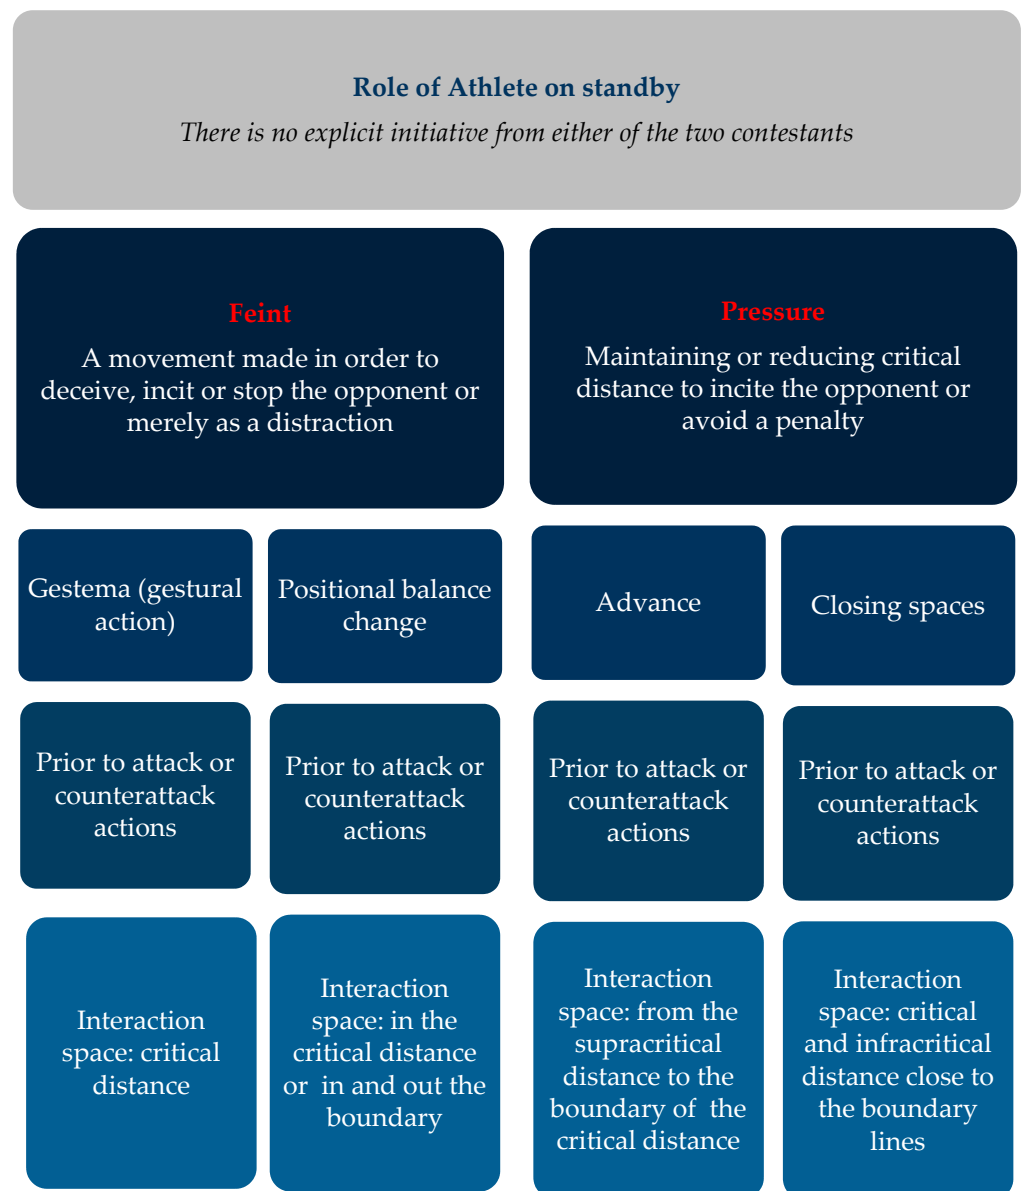 Role of Athlete on standby
There is no explicit initiative from either of the two contestants
Feint
A movement made in order to
deceive, incit or stop the opponent or
merely as a distraction
Pressure
Maintaining or reducing critical
distance to incite the opponent or
avoid a penalty
Gestema (gestural
action)
Positional balance
change
Advance
Closing spaces
Prior to attack or
counterattack
actions
Prior to attack or
counterattack
actions
Prior to attack or
counterattack
actions
Prior to attack or
counterattack
actions
Interaction
space: critical
distance
Interaction
space: in the
critical distance
or in and out the
boundary
Interaction
space: from the
supracritical
distance to the
boundary of the
critical distance
Interaction
space: critical
and infracritical
distance close to
the boundary
lines